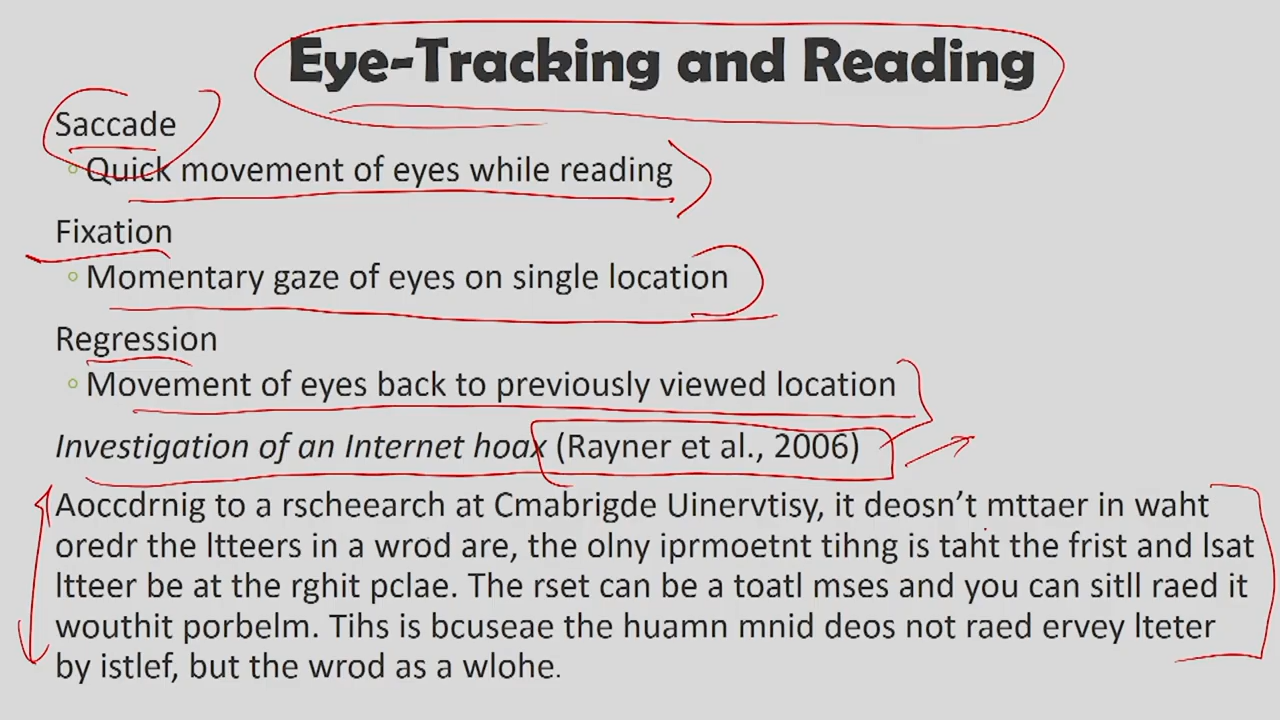 Eye-Tracking and Reading
Saccade
◦ Quick movement of eyes while reading
Fixation
◦ Momentary gaze of eyes on single location
Regression
◦ Movement of eyes back to previously viewed location
Investigation of an Internet hoax (Rayner et al., 2006)
Aoccdrnig to a rscheearch at Cmabrigde Uinervtisy, it deosn’t mttaer in waht
oredr the ltteers in a wrod are, the olny iprmoetnt tihng is taht the frist and lsat
ltteer be at the rghit pclae. The rset can be a toatl mses and you can sitll raed it
wouthit porbelm. Tihs is bcuseae the huamn mnid deos not raed ervey lteter
by istlef, but the wrod as a wlohe.